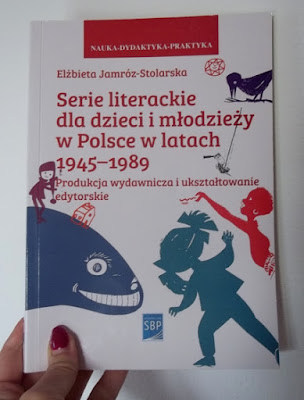 NAUKA-DYDAKTYKA-PRAKTYKA
Elżbieta Jamróz-Stolarska
Serie literackie
dla dzieci i młodzieży
w Polsce w latach
1945–1989
Produkcja wydawnicza i ukształtowanie
edytorskie
SBP